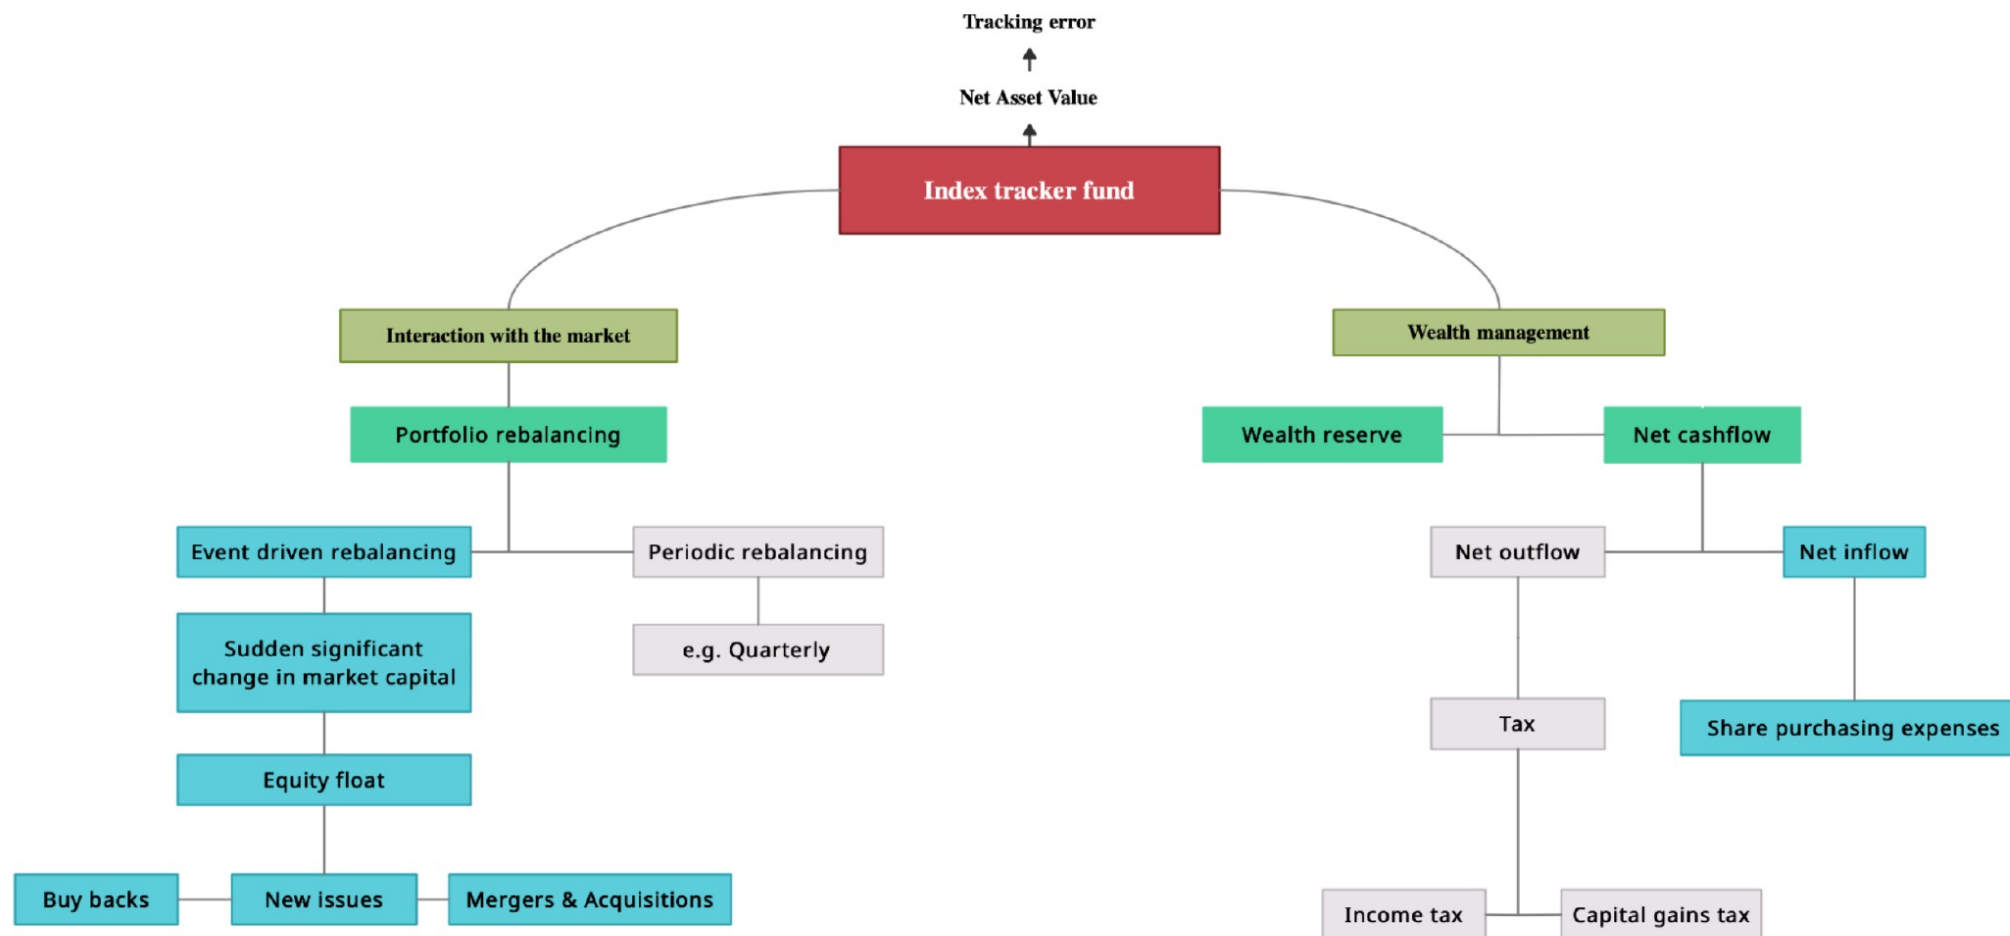 Tracking error
Net Asset Value
Index tracker fund
Interaction with the market
Wealth management
Portfolio rebalancing
Wealth reserve
Net cashflow
Event driven rebalancing
Periodic rebalancing
Net outflow
Net inflow
Sudden significant
change in market capital
e.g. Quarterly
Tax
Share purchasing expenses
Equity float
Buy backs
New issues
Mergers & Acquisitions
Income tax
Capital gains tax